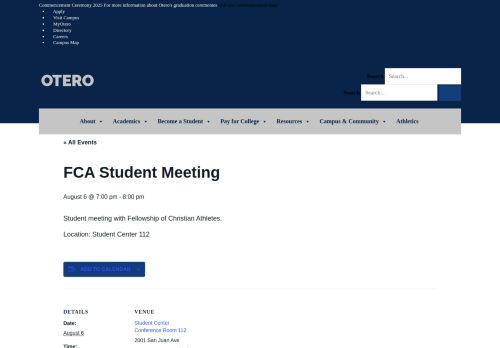 Commencement Ceremony 2025 For more information about Otero's graduation ceremonies
Apply
Visit Campus
MyOtero
Directory
Careers
Campus Map
OTERO
Search Search...
Search Search...
About Academics Become a Student Pay for College Resources Campus & Community Athletics
« All Events
FCA Student Meeting
August 6 @ 7:00 pm - 8:00 pm
Student meeting with Fellowship of Christian Athletes.
Location: Student Center 112
ADD TO CALENDAR
DETAILS VENUE
Date: Student Center
August 6 Conference Room 112
2001 San Juan Ave
Time: